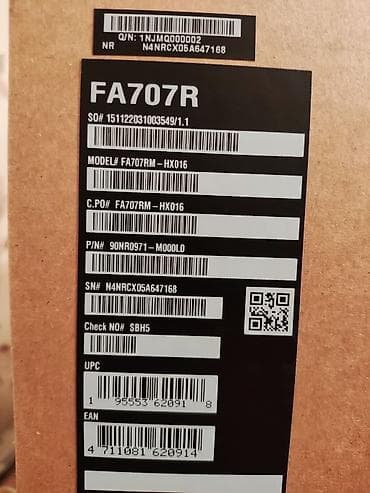 Q/N: 1NJMQ000002
NR N4NRCX05A647168
FA707R
SO# 151122031003549/1.1
MODEL# FA707RM-HX016
C.PO# FA707RM-HX016
P/N# 90NR0971-M000L0
SN# N4NRCX05A647168
Check NO# SBH5
UPC
1 95553 62091 8
EAN
4 711081 620914